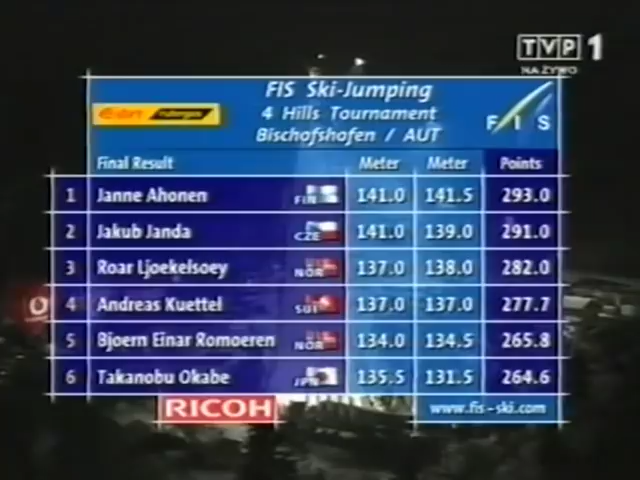 TVP 1
NA ŻYWO
FIS Ski-Jumping
4 Hills Tournament
Bischofshofen / AUT
e·on Ruhrgas
FIS
Final Result Meter Meter Points
1 Janne Ahonen FIN 141.0 141.5 293.0
2 Jakub Janda CZE 141.0 139.0 291.0
3 Roar Ljoekelsoey NOR 137.0 138.0 282.0
4 Andreas Kuettel SUI 137.0 137.0 277.7
5 Bjoern Einar Romoeren NOR 134.0 134.5 265.8
6 Takanobu Okabe JPN 135.5 131.5 264.6
RICOH
www.fis-ski.com